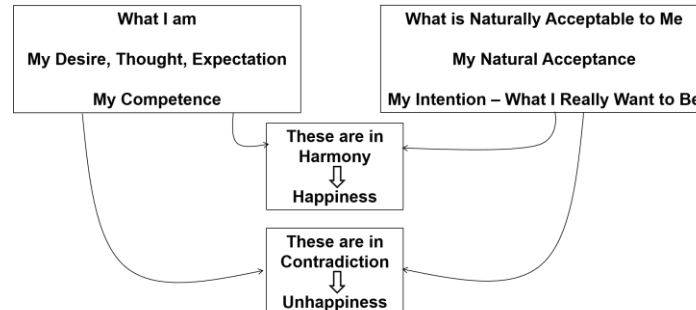 What I am
My Desire, Thought, Expectation
My Competence
What is Naturally Acceptable to Me
My Natural Acceptance
My Intention – What I Really Want to Be
These are in
Harmony
Happiness
These are in
Contradiction
Unhappiness